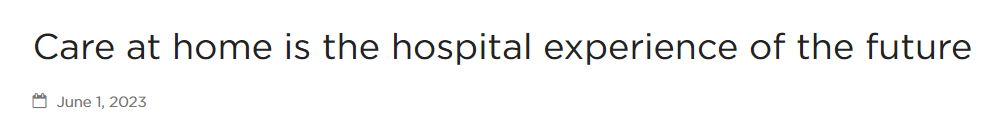 Care at home is the hospital experience of the future
June 1, 2023